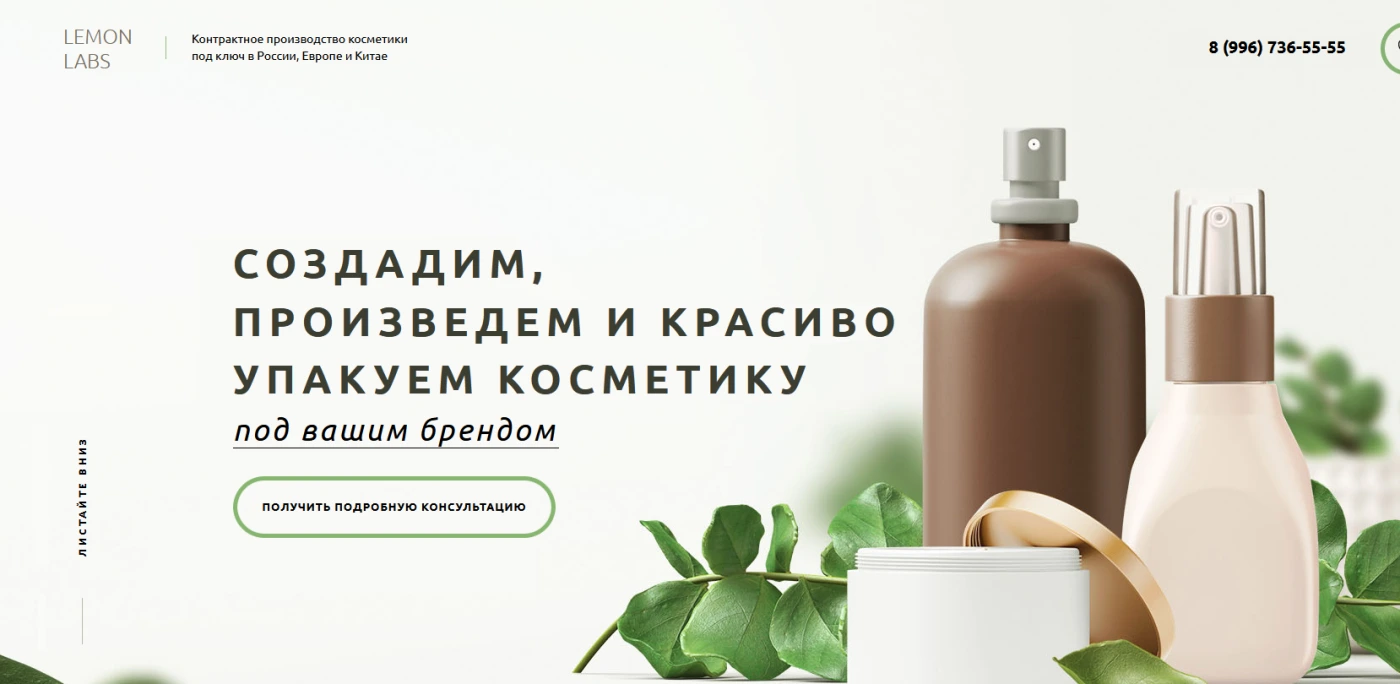 LEMON
LABS
Контрактное производство косметики
под ключ в России, Европе и Китае
8 (996) 736-55-55
СОЗДАДИМ,
ПРОИЗВЕДЕМ И КРАСИВО
УПАКУЕМ КОСМЕТИКУ
под вашим брендом
ПОЛУЧИТЬ ПОДРОБНУЮ КОНСУЛЬТАЦИЮ
ЛИСТАЙТЕ ВНИЗ